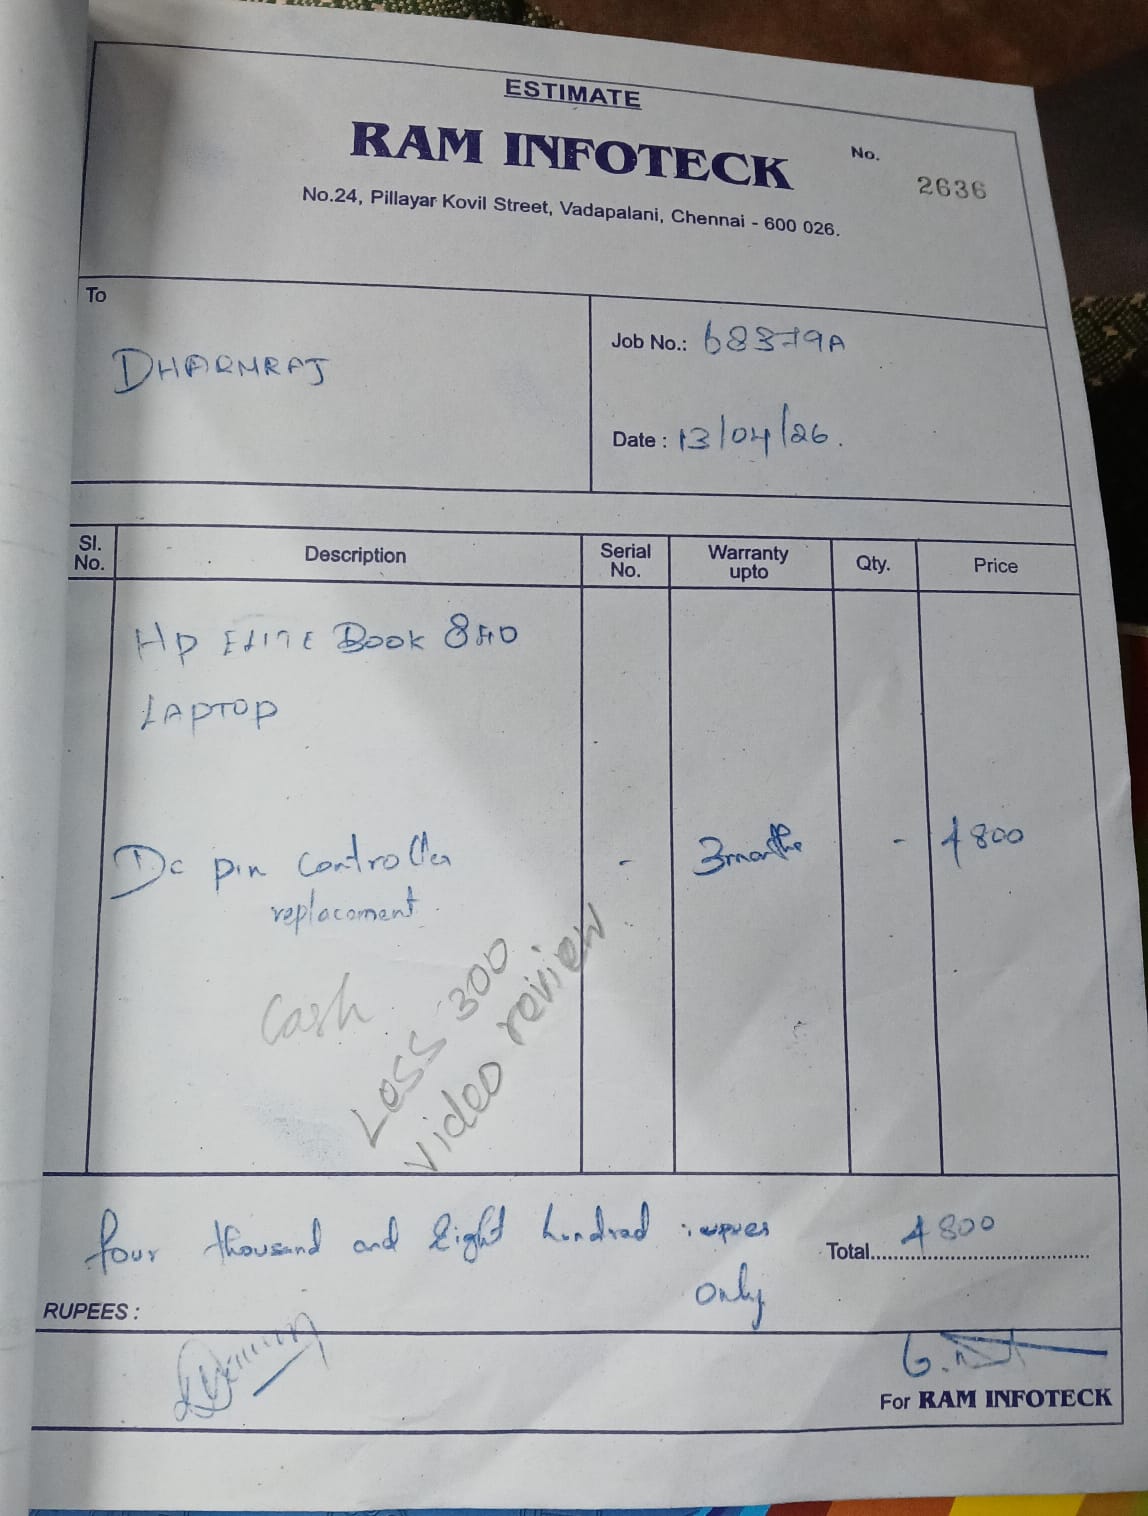 ESTIMATE
RAM INFOTECK
No. 2636
No.24, Pillayar Kovil Street, Vadapalani, Chennai - 600 026.
To
DHARMRAJ
Job No.: 68379A
Date : 13/04/26.
Sl. No. Description Serial No. Warranty upto Qty. Price
Hp ELITE Book 840
LAPTOP
Dc pin controller - 3months - 4800
replacement
Cash
Less 300
video review
four thousand and Eight hundred rupees
Total 4800
only
RUPEES :
For RAM INFOTECK